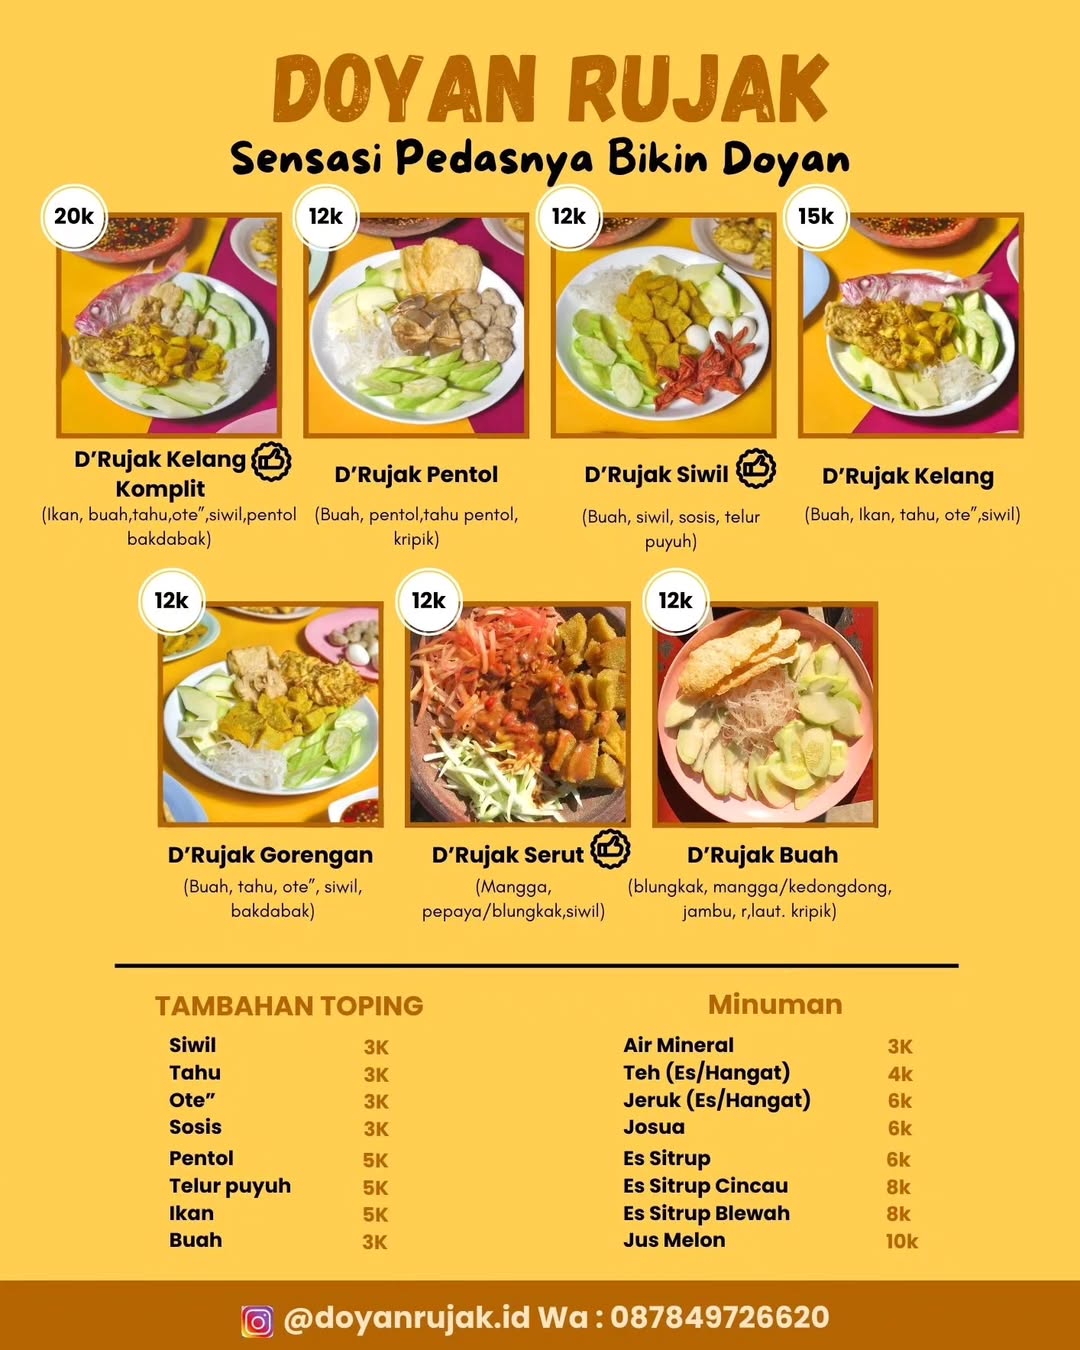 DOYAN RUJAK
Sensasi Pedasnya Bikin Doyan
20k
12k
12k
15k
D'Rujak Kelang
Komplit
(Ikan, buah,tahu,ote",siwil,pentol
bakdabak)
D'Rujak Pentol
(Buah, pentol,tahu pentol,
kripik)
D'Rujak Siwil
(Buah, siwil, sosis, telur
puyuh)
D'Rujak Kelang
(Buah, Ikan, tahu, ote",siwil)
12k
12k
12k
D'Rujak Gorengan
(Buah, tahu, ote", siwil,
bakdabak)
D'Rujak Serut
(Mangga,
pepaya/blungkak,siwil)
D'Rujak Buah
(blungkak, mangga/kedongdong,
jambu, r,laut. kripik)
TAMBAHAN TOPING
Siwil 3K
Tahu 3K
Ote" 3K
Sosis 3K
Pentol 5K
Telur puyuh 5K
Ikan 5K
Buah 3K
Minuman
Air Mineral 3K
Teh (Es/Hangat) 4k
Jeruk (Es/Hangat) 6k
Josua 6k
Es Sitrup 6k
Es Sitrup Cincau 8k
Es Sitrup Blewah 8k
Jus Melon 10k
@doyanrujak.id Wa : 087849726620